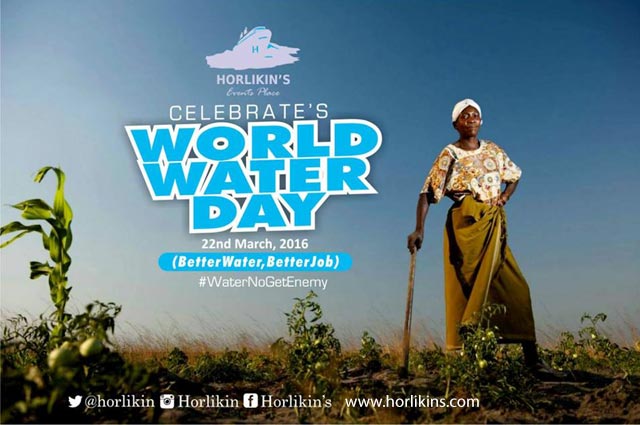 H
HORLIKIN'S
Events Place
CELEBRATE'S
WORLD
WATER
DAY
22nd March, 2016
(BetterWater,BetterJob)
#WaterNoGetEnemy
@horlikin Horlikin Horlikin's www.horlikins.com